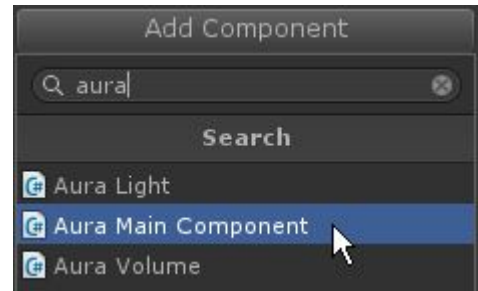 Add Component
aura
Search
Aura Light
Aura Main Component
Aura Volume